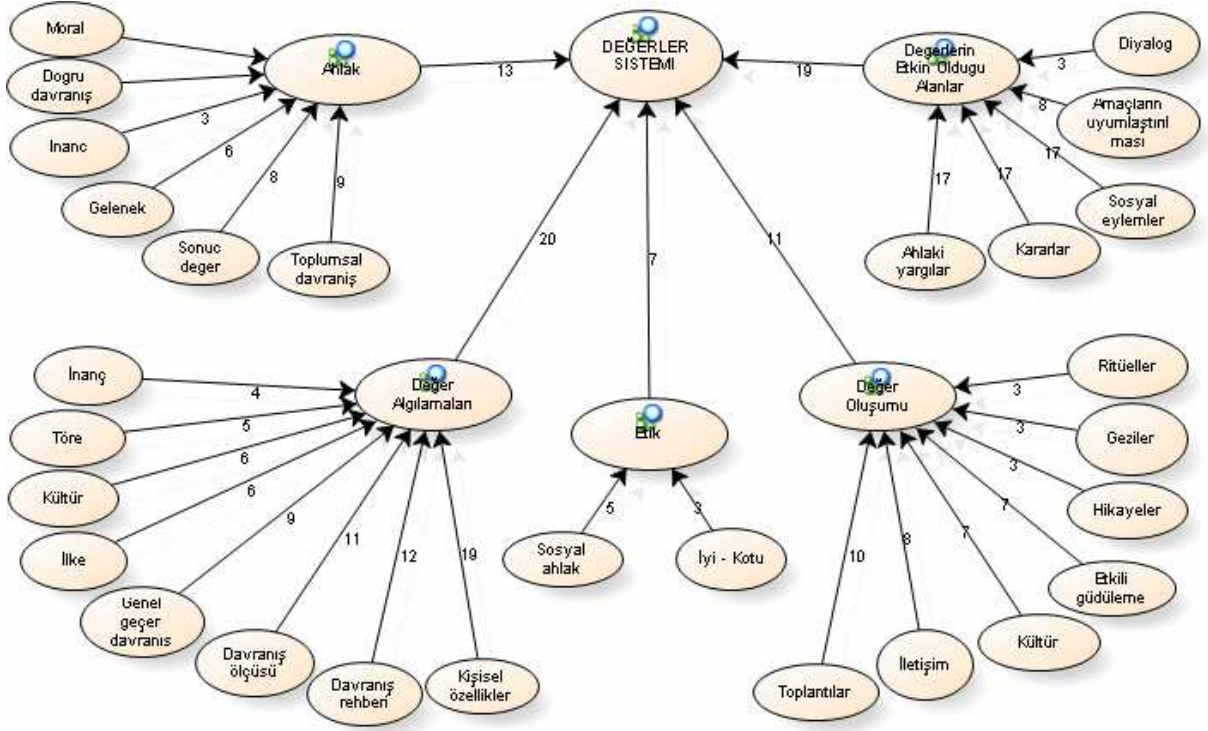 Moral
Dogru
davranış
Inanc
Gelenek
Sonuc
deger
Toplumsal
davraniş
Ahlak
3
6
8
9
13
DEĞERLER
SISTEMI
19
Degerlerin
Etkin Oldugu
Alanlar
3
8
17
17
17
Diyalog
Amaçların
uyumlaştırıl
ması
Sosyal
eylemler
Kararlar
Ahlaki
yargılar
20
7
11
İnanç
Töre
Kültür
İlke
Genel
geçer
davranıs
Davranış
ölçüsü
Davranış
rehberi
Kişisel
özellikler
4
5
6
6
9
11
12
19
Değer
Algılamaları
Etik
5
3
Sosyal
ahlak
İyi - Kotu
Değer
Oluşumu
3
3
3
7
7
8
10
Ritüeller
Geziler
Hikayeler
Etkili
güdüleme
Kültür
İletişim
Toplantılar